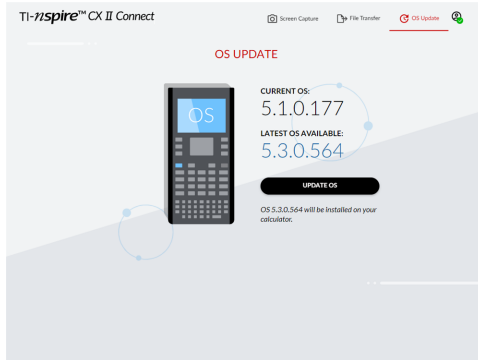 TI-nspire™ CX II Connect
Screen Capture
File Transfer
OS Update
OS UPDATE
OS
CURRENT OS:
5.1.0.177
LATEST OS AVAILABLE:
5.3.0.564
UPDATE OS
OS 5.3.0.564 will be installed on your
calculator.